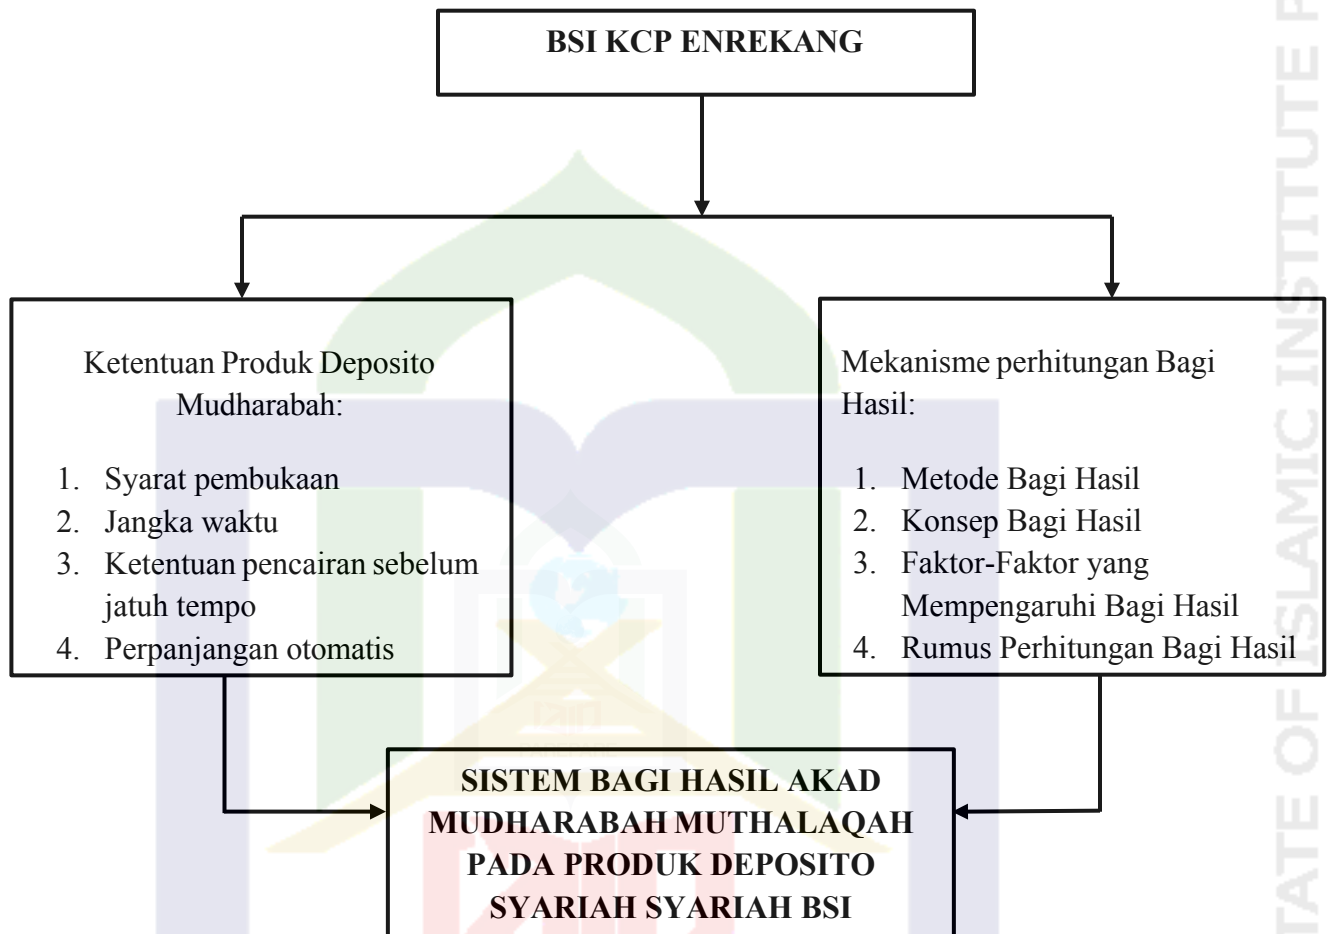 BSI KCP ENREKANG
Ketentuan Produk Deposito
Mudharabah:
1. Syarat pembukaan
2. Jangka waktu
3. Ketentuan pencairan sebelum
jatuh tempo
4. Perpanjangan otomatis
Mekanisme perhitungan Bagi
Hasil:
1. Metode Bagi Hasil
2. Konsep Bagi Hasil
3. Faktor-Faktor yang
Mempengaruhi Bagi Hasil
4. Rumus Perhitungan Bagi Hasil
SISTEM BAGI HASIL AKAD
MUDHARABAH MUTHALAQAH
PADA PRODUK DEPOSITO
SYARIAH SYARIAH BSI
OF ISLAMIC INSTITUTE